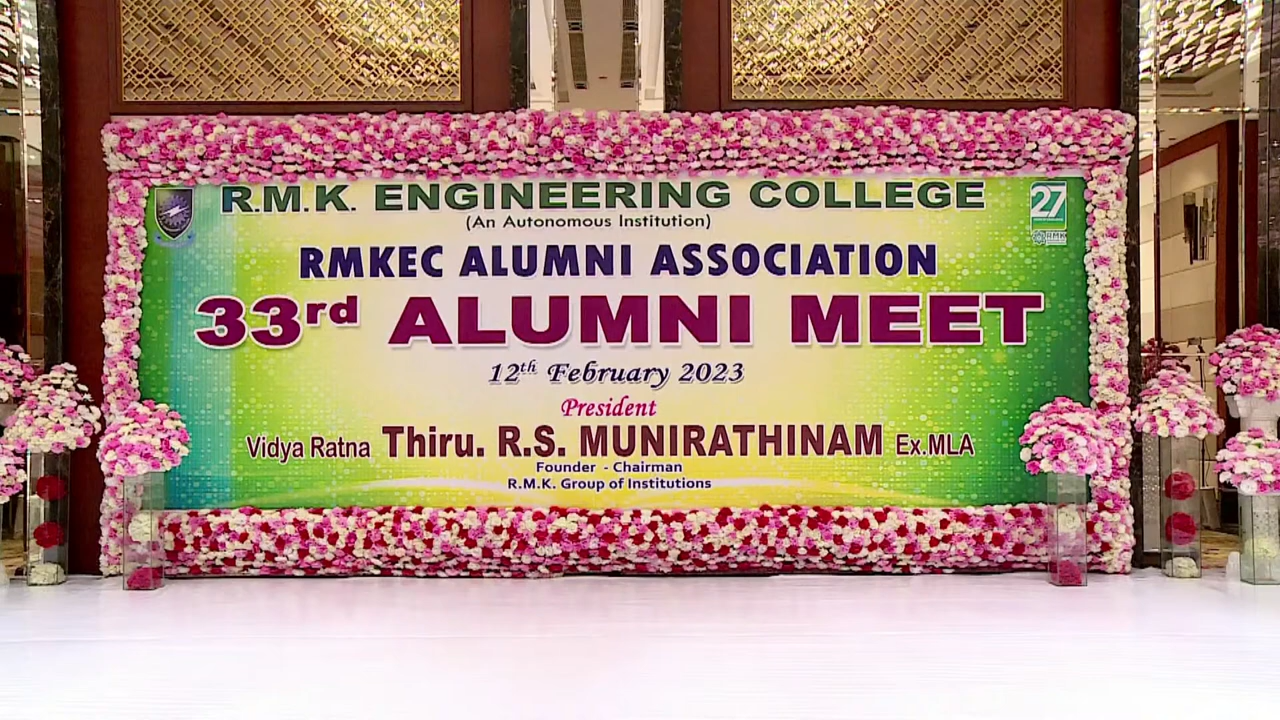 R.M.K. ENGINEERING COLLEGE
(An Autonomous Institution)
27
RMK
RMKEC ALUMNI ASSOCIATION
33rd ALUMNI MEET
12th February 2023
President
Vidya Ratna Thiru. R.S. MUNIRATHINAM Ex.MLA
Founder - Chairman
R.M.K. Group of Institutions